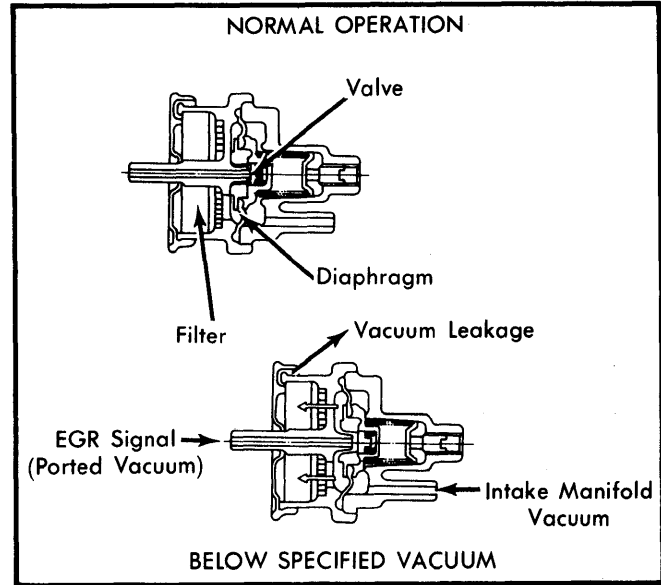 NORMAL OPERATION
Valve
Diaphragm
Filter
Vacuum Leakage
EGR Signal
(Ported Vacuum)
Intake Manifold
Vacuum
BELOW SPECIFIED VACUUM